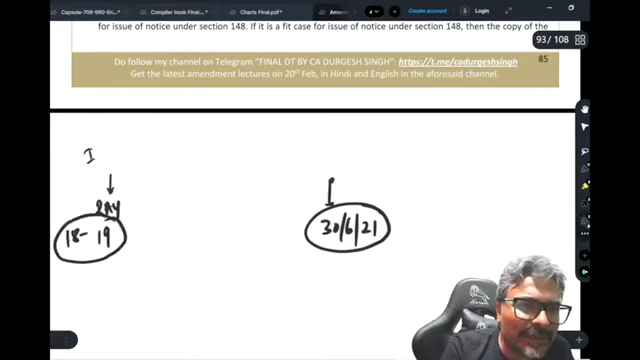 Capsule-708-980-En...
Compiler book Final...
Charts Final.pdf*
4
Create account
Login
for issue of notice under section 148. If it is a fit case for issue of notice under section 148, then the copy of the
93 / 108
Do follow my channel on Telegram "FINAL DT BY CA DURGESH SINGH": https://t.me/cadurgeshsingh
Get the latest amendment lectures on 20th Feb, in Hindi and English in the aforesaid channel.
85
I
RAY
18- 19
30/6/21